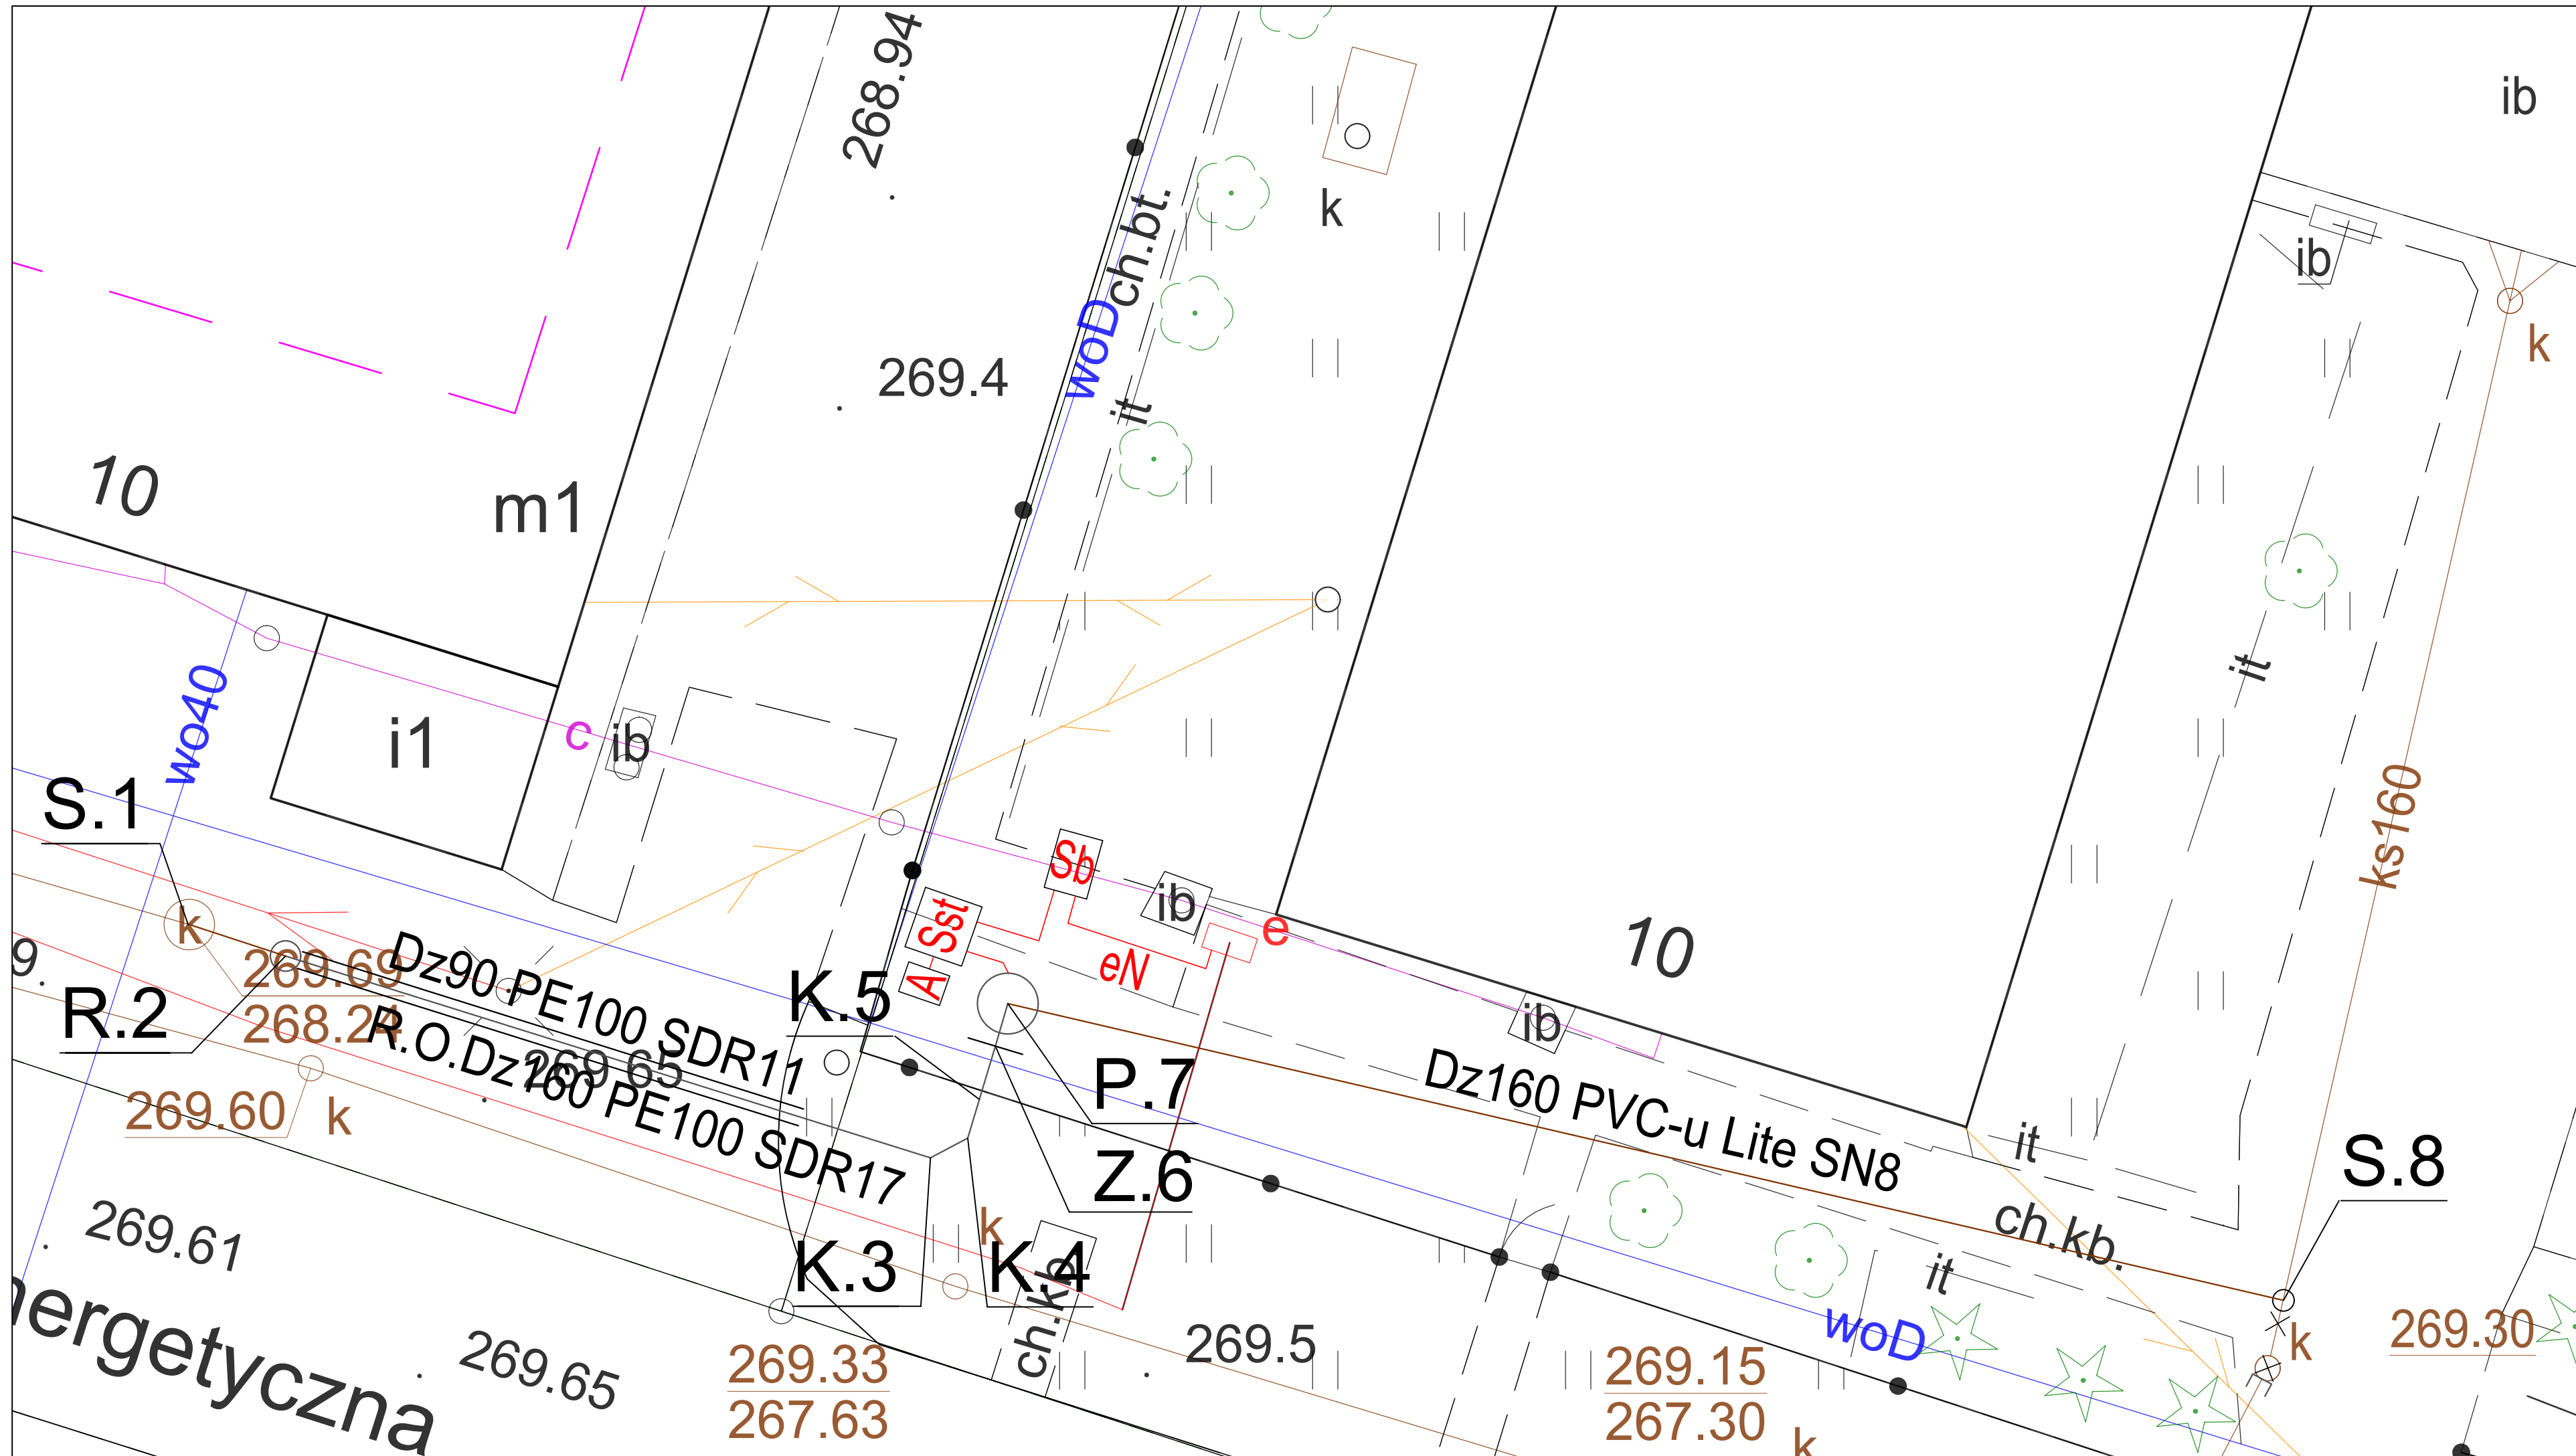 268.94
ib
ch.bt.
k
ib
k
woD
269.4
it
10
m1
it
wo40
c
ib
i1
S.1
ks160
Sb
ib
Sst
e
10
k
eN
A
9.
269.69
268.24
Dz90 PE100 SDR11
K.5
R.2
ib
R.O.Dz160 PE100 SDR17
269.65
P.7
Dz160 PVC-u Lite SN8
269.60
k
it
S.8
Z.6
269.61
k
ch.kb.
K.3
K.4
it
ch.kb
woD
k
269.30
nergetyczna
269.65
269.33
267.63
269.5
269.15
267.30
k